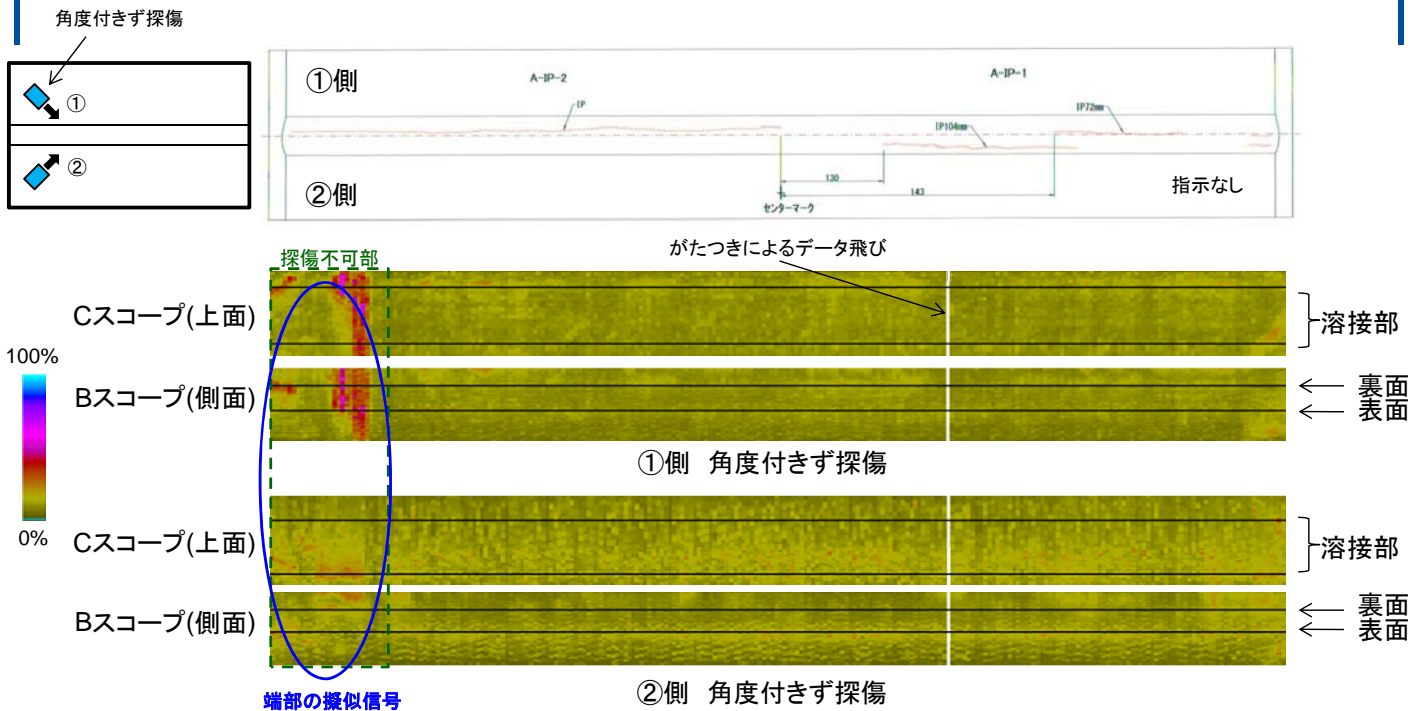 角度付きず探傷
①
②
①側
A-IP-2
A-IP-1
IP
IP72mm
IP104mm
130
143
②側
センターマーク
指示なし
探傷不可部
がたつきによるデータ飛び
Cスコープ(上面)
溶接部
100%
0%
Bスコープ(側面)
裏面
表面
①側 角度付きず探傷
Cスコープ(上面)
溶接部
Bスコープ(側面)
裏面
表面
端部の擬似信号
②側 角度付きず探傷